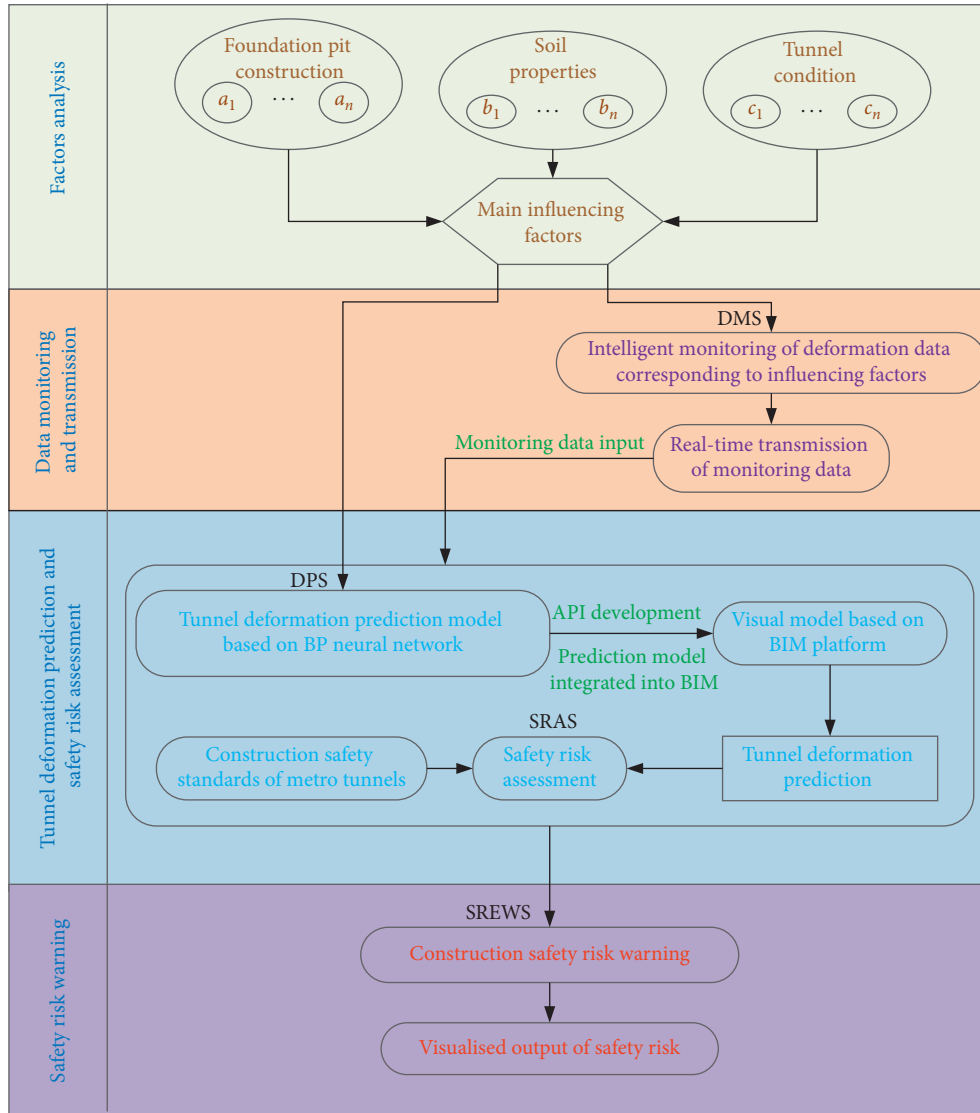 Factors analysis
Foundation pit
construction
a1 ... an
Soil
properties
b1 ... bn
Tunnel
condition
c1 ... cn
Main influencing
factors
Data monitoring
and transmission
DMS
Intelligent monitoring of deformation data
corresponding to influencing factors
Monitoring data input
Real-time transmission
of monitoring data
Tunnel deformation prediction and
safety risk assessment
DPS
Tunnel deformation prediction model
based on BP neural network
API development
Prediction model
integrated into BIM
Visual model based on
BIM platform
SRAS
Construction safety
standards of metro tunnels
Safety risk
assessment
Tunnel deformation
prediction
Safety risk warning
SREWS
Construction safety risk warning
Visualised output of safety risk